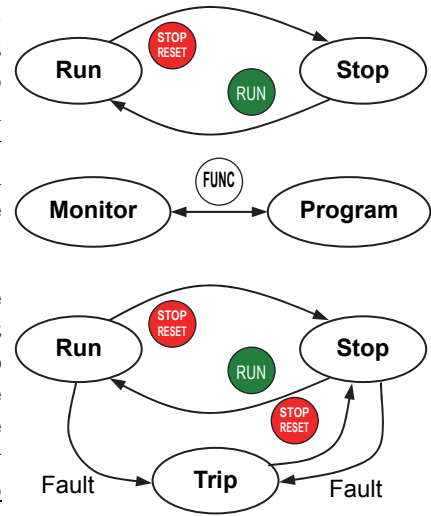 STOP
RESET
Run
Stop
RUN
FUNC
Monitor
Program
STOP
RESET
Run
Stop
RUN
STOP
RESET
Trip
Fault
Fault